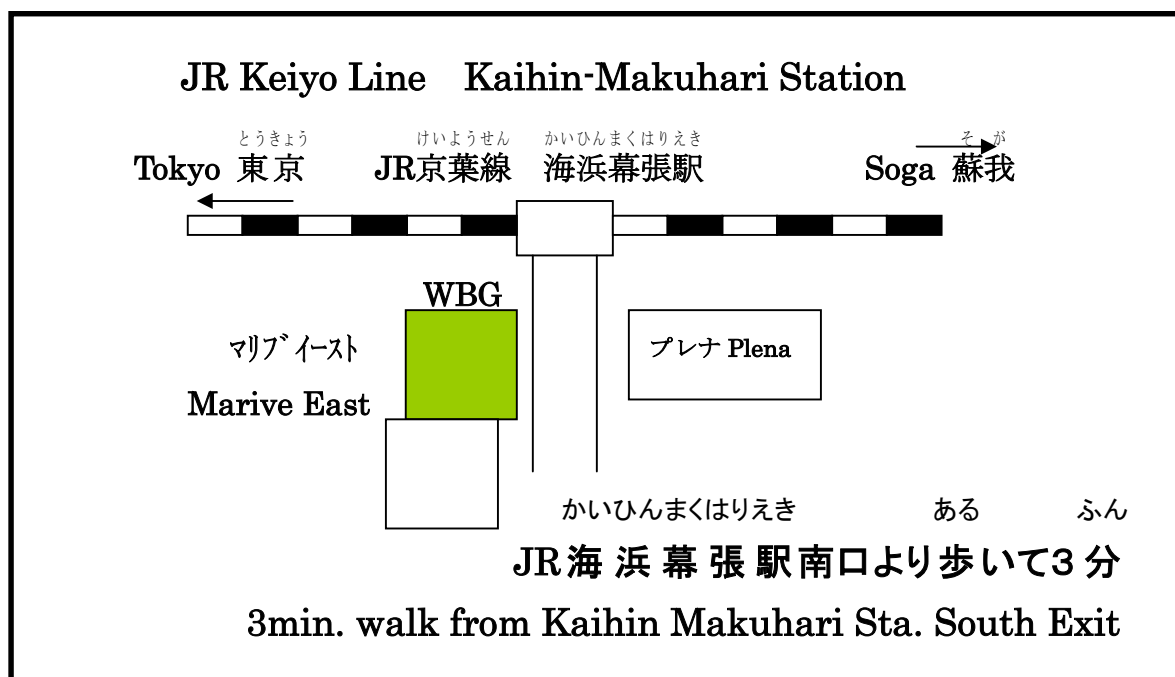 JR Keiyo Line Kaihin-Makuhari Station
とうきょう けいようせん かいひんまくはりえき そ が
Tokyo 東京 JR京葉線 海浜幕張駅 Soga 蘇我
WBG
マリブイースト
プレナ Plena
Marive East
かいひんまくはりえき ある ふん
JR海浜幕張駅南口より歩いて3分
3min. walk from Kaihin Makuhari Sta. South Exit